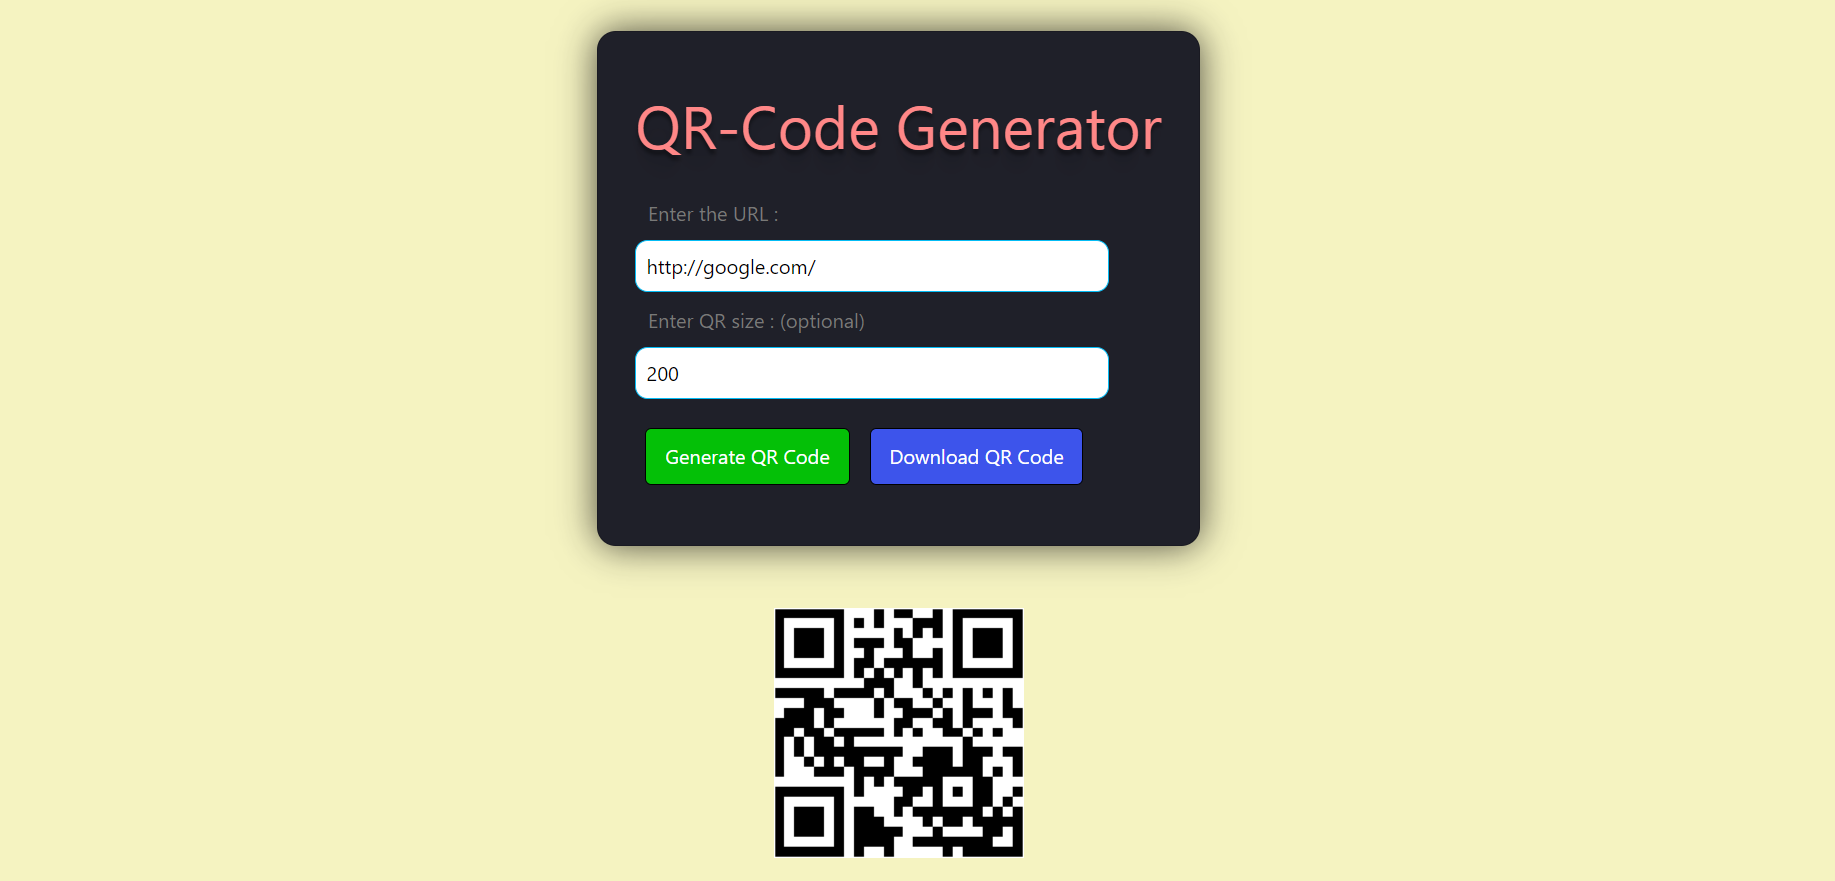 QR-Code Generator
Enter the URL :
http://google.com/
Enter QR size : (optional)
200
Generate QR Code
Download QR Code